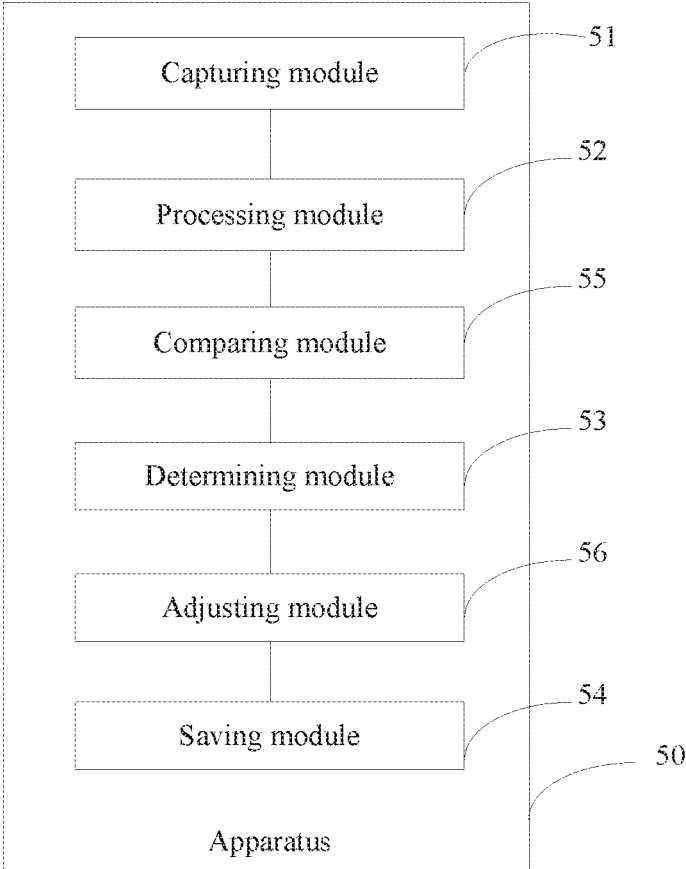 51
Capturing module
52
Processing module
55
Comparing module
53
Determining module
56
Adjusting module
54
Saving module
50
Apparatus